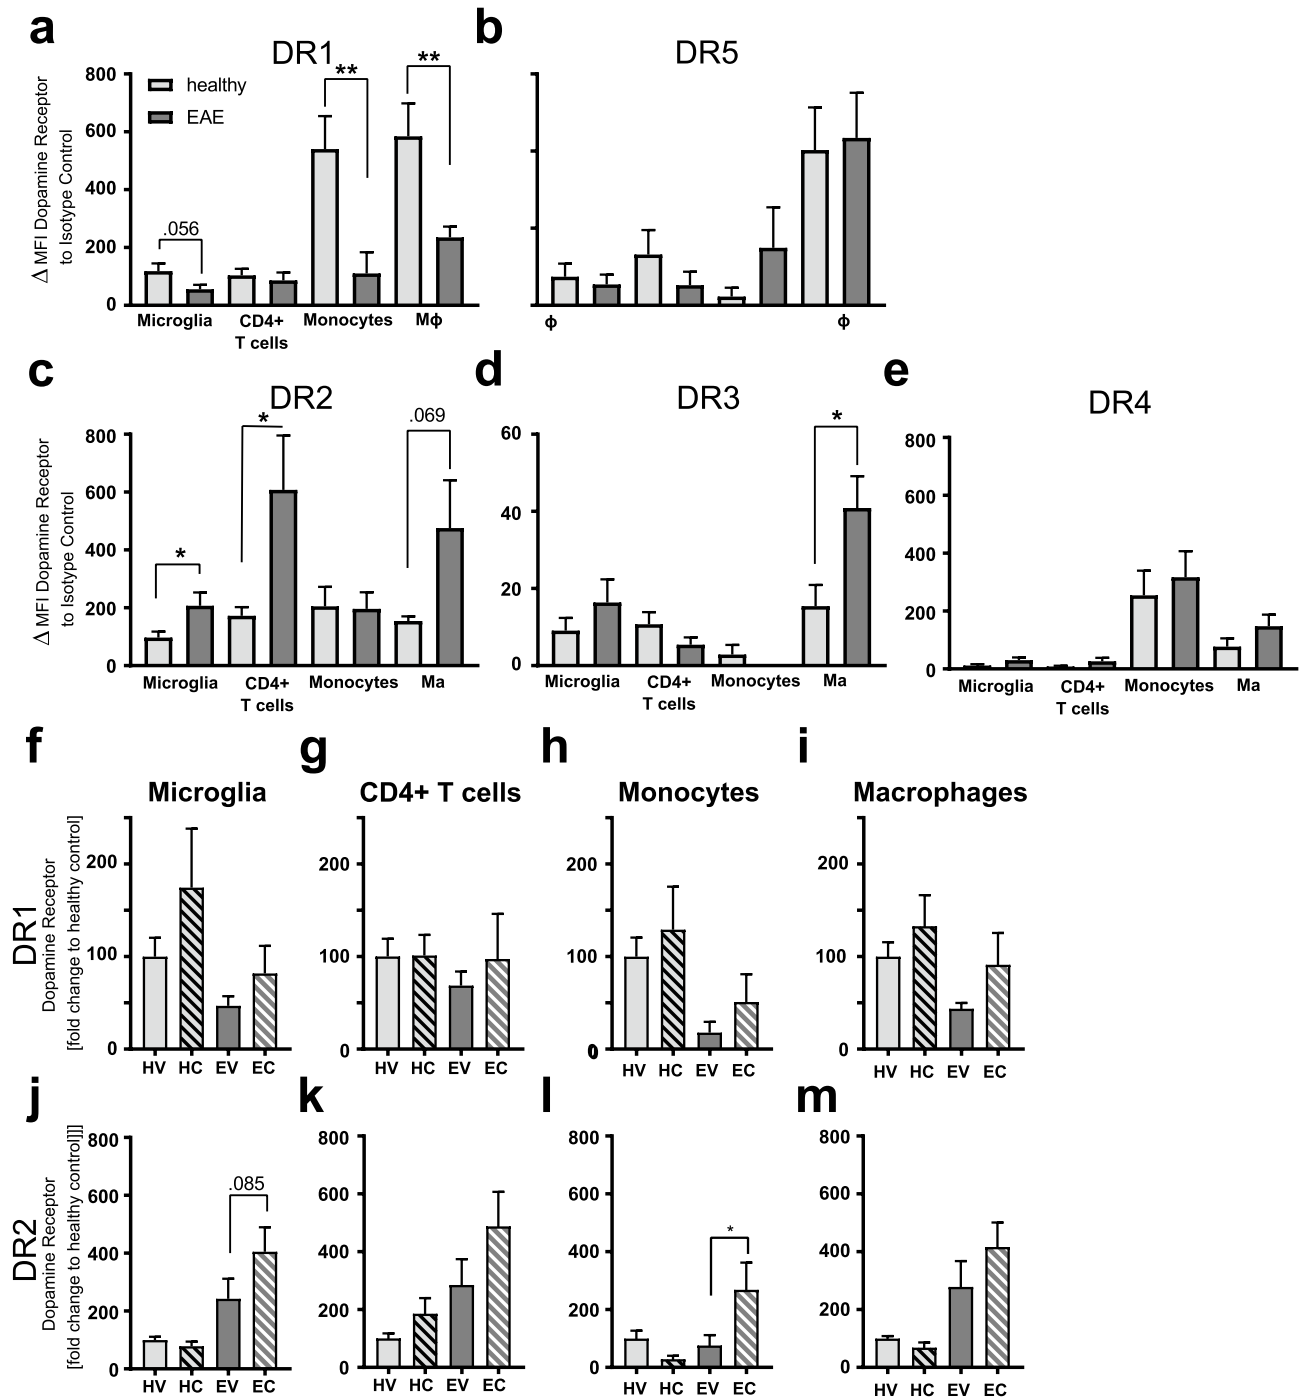 a
DR1
b
DR5
healthy
EAE
Δ MFI Dopamine Receptor
to Isotype Control
800
600
400
200
0
.056
**
**
Microglia
CD4+
T cells
Monocytes
Mϕ
ϕ
ϕ
c
DR2
d
DR3
e
DR4
Δ MFI Dopamine Receptor
to Isotype Control
800
600
400
200
0
*
*
.069
Microglia
CD4+
T cells
Monocytes
Ma
60
40
20
0
*
Microglia
CD4+
T cells
Monocytes
Ma
800
600
400
200
0
Microglia
CD4+
T cells
Monocytes
Ma
f
g
h
i
Microglia
CD4+ T cells
Monocytes
Macrophages
DR1
Dopamine Receptor
[fold change to healthy control]
200
100
0
HV HC EV EC
200
100
0
HV HC EV EC
200
100
0
HV HC EV EC
200
100
0
HV HC EV EC
j
k
l
m
DR2
Dopamine Receptor
[fold change to healthy control]]]
800
600
400
200
0
.085
HV HC EV EC
800
600
400
200
0
HV HC EV EC
800
600
400
200
0
*
HV HC EV EC
800
600
400
200
0
HV HC EV EC